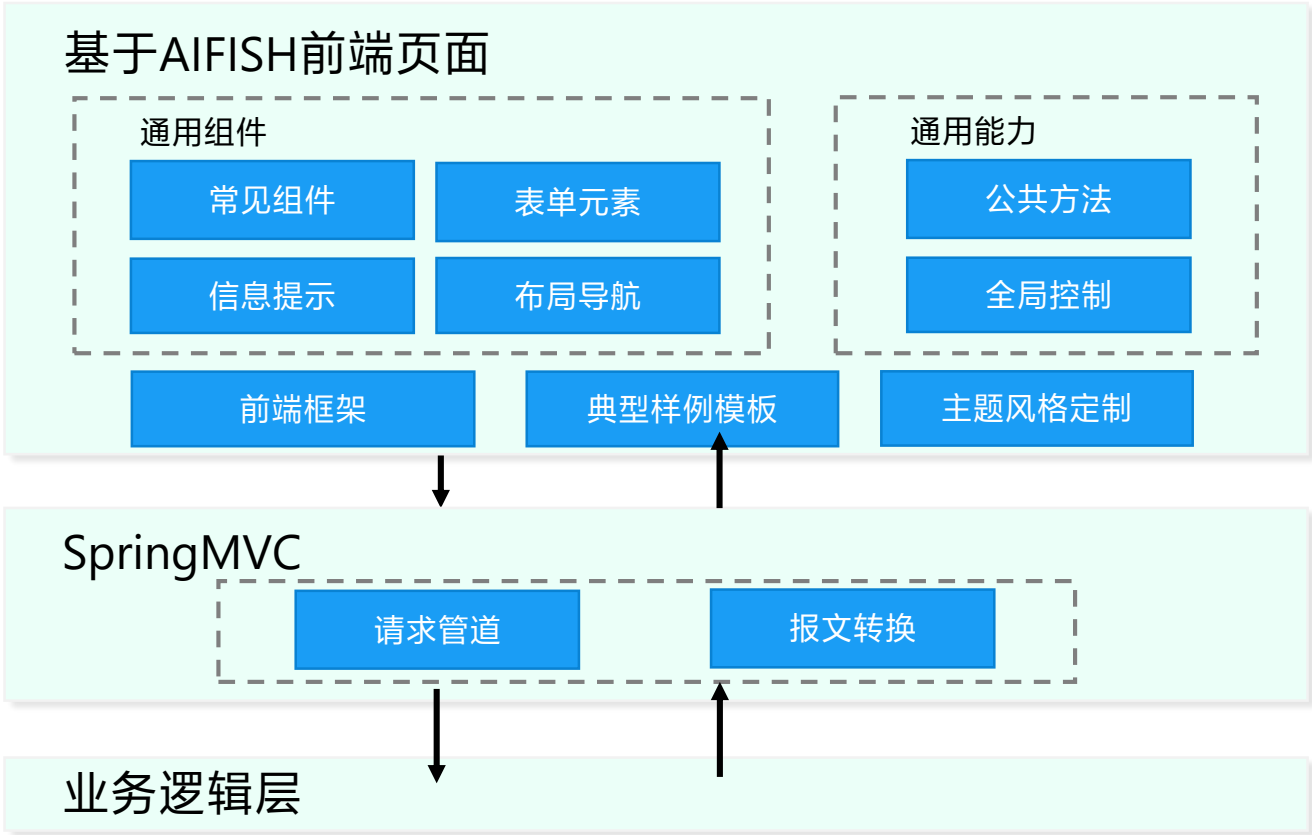 基于AIFISH前端页面
通用组件
通用能力
常见组件
表单元素
公共方法
信息提示
布局导航
全局控制
前端框架
典型样例模板
主题风格定制
SpringMVC
请求管道
报文转换
业务逻辑层